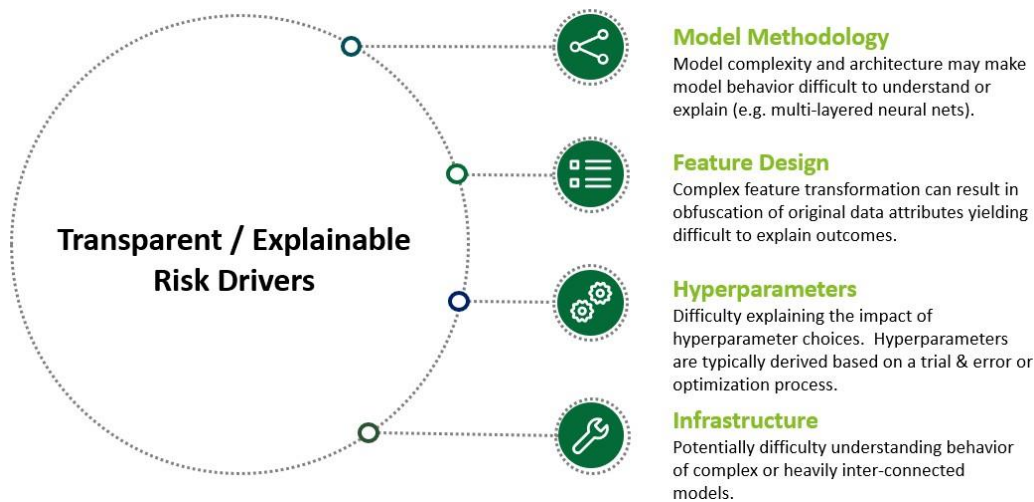 Transparent / Explainable
Risk Drivers
Model Methodology
Model complexity and architecture may make
model behavior difficult to understand or
explain (e.g. multi-layered neural nets).
Feature Design
Complex feature transformation can result in
obfuscation of original data attributes yielding
difficult to explain outcomes.
Hyperparameters
Difficulty explaining the impact of
hyperparameter choices.  Hyperparameters
are typically derived based on a trial & error or
optimization process.
Infrastructure
Potentially difficulty understanding behavior
of complex or heavily inter-connected
models.